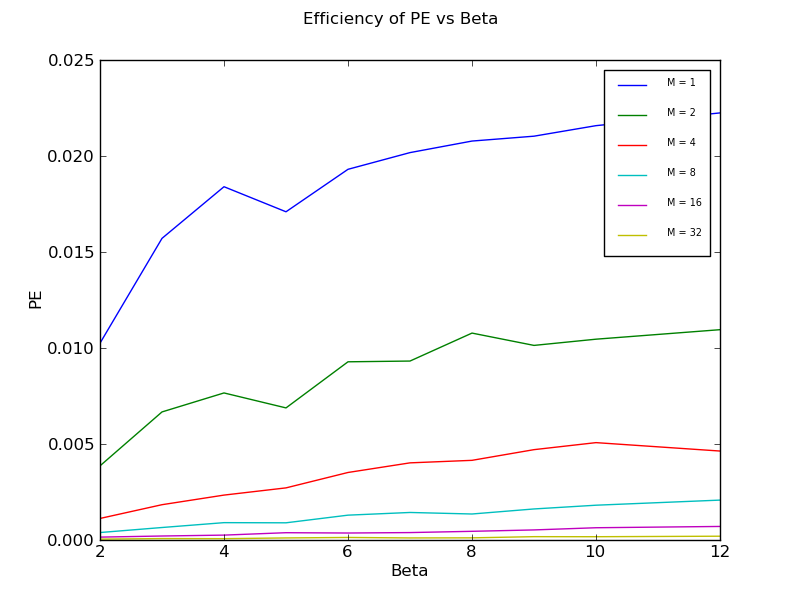 Efficiency of PE vs Beta
0.025
0.020
0.015
0.010
0.005
0.000
PE
M = 1
M = 2
M = 4
M = 8
M = 16
M = 32
2 4 6 8 10 12
Beta